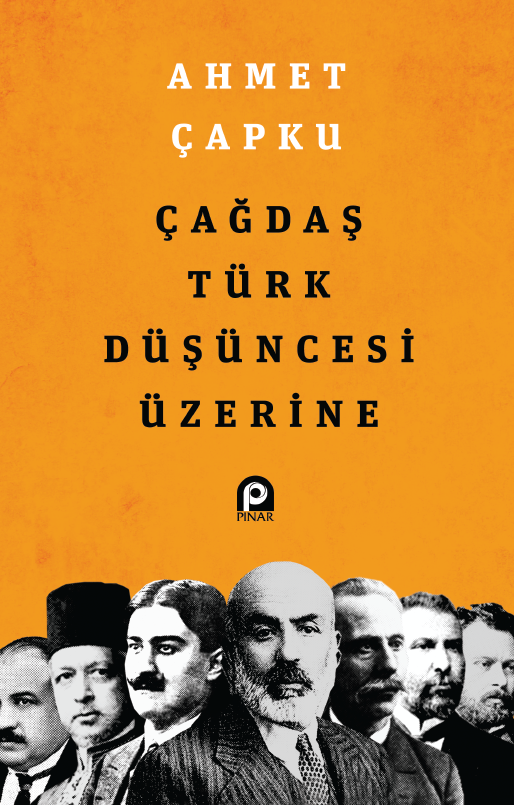 AHMET
ÇAPKU
ÇAĞDAŞ
TÜRK
DÜŞÜNCESİ
ÜZERİNE
PINAR